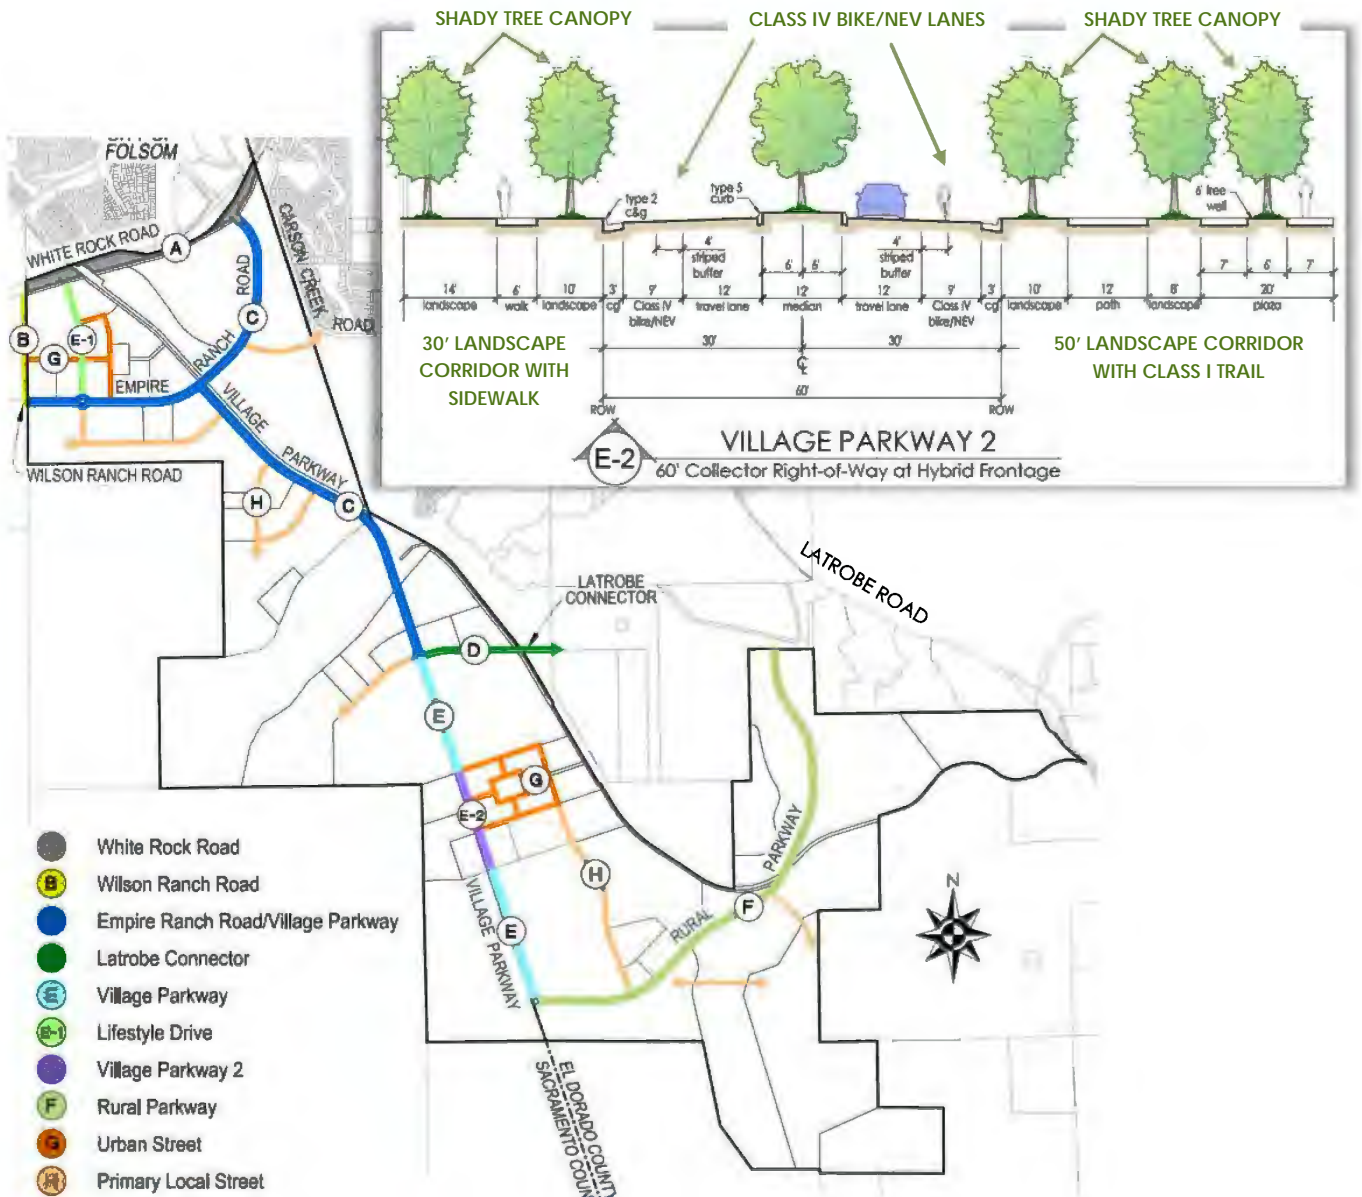 SHADY TREE CANOPY
CLASS IV BIKE/NEV LANES
SHADY TREE CANOPY
type 2
c&g
type 5
curb
6' tree
well
4'
striped
buffer
6'
6'
4'
striped
buffer
7'
6'
7'
14'
landscape
6'
walk
10'
landscape
3'
cg
9'
Class IV
bike/NEV
12'
travel lane
12'
median
12'
travel lane
9'
Class IV
bike/NEV
3'
cg
10'
landscape
12'
path
8'
landscape
20'
plaza
30' LANDSCAPE
CORRIDOR WITH
SIDEWALK
30'
30'
50' LANDSCAPE CORRIDOR
WITH CLASS I TRAIL
60'
ROW
ROW
E-2
VILLAGE PARKWAY 2
60' Collector Right-of-Way at Hybrid Frontage
FOLSOM
WHITE ROCK ROAD
A
CARSON CREEK
ROAD
ROAD
C
RANCH
B
E-1
G
EMPIRE
VILLAGE
PARKWAY
WILSON RANCH ROAD
H
C
LATROBE ROAD
LATROBE
CONNECTOR
D
E
G
E-2
H
E
VILLAGE PARKWAY
PARKWAY
RURAL
F
N
EL DORADO COUNTY
White Rock Road
B Wilson Ranch Road
Empire Ranch Road/Village Parkway
Latrobe Connector
E Village Parkway
E-1 Lifestyle Drive
Village Parkway 2
F Rural Parkway
G Urban Street
H Primary Local Street